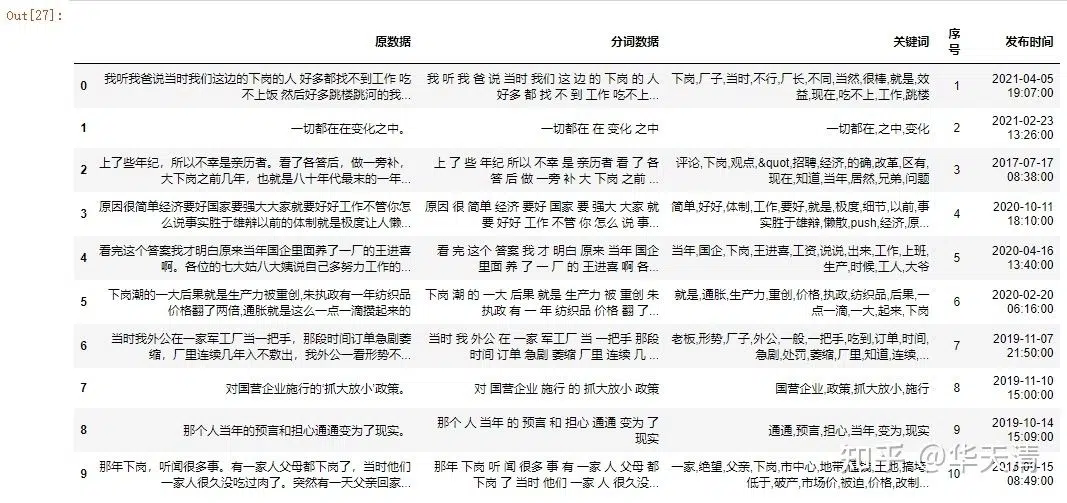 Out[27]:
原数据 分词数据 关键词 序号 发布时间
0 我听我爸说当时我们这边的下岗的人 好多都找不到工作 吃 我 听 我 爸 说 当时 我们 这 边 的 下岗 的 人 下岗,厂子,当时,不行,厂长,不同,当然,很棒,就是,效 1 2021-04-05
不上饭 然后好多跳楼跳河的我... 好多 都 找 不 到 工作 吃不上... 益,现在,吃不上,工作,跳楼 19:07:00
1 一切都在在变化之中。 一切都在 在 变化 之中 一切都在,之中,变化 2 2021-02-23
13:26:00
2 上了些年纪，所以不幸是亲历者。看了各答后，做一旁补， 上 了 些 年纪 所以 不幸 是 亲历者 看 了 各 评论,下岗,观点,&quot,招聘,经济,的确,改革,区有, 3 2017-07-17
大下岗之前几年，也就是八十年代最末的一年... 答 后 做 一旁 补 大 下岗 之前 ... 现在,知道,当年,居然,兄弟,问题 08:38:00
3 原因很简单经济要好国家要强大大家就要好好工作不管你怎 原因 很 简单 经济 要好 国家 要 强大 大家 就 简单,好好,体制,工作,要好,就是,极度,细节,以前,事 4 2020-10-11
么说事实胜于雄辩以前的体制就是极度让人懒... 要 好好 工作 不管 你 怎么 说 事... 实胜于雄辩,懒散,push,经济,原... 18:10:00
4 看完这个答案我才明白原来当年国企里面养了一厂的王进喜 看 完 这个 答案 我 才 明白 原来 当年 国企 当年,国企,下岗,王进喜,工资,说说,出来,工作,上班, 5 2020-04-16
啊。各位的七大姑八大姨说自己多努力工作的... 里面 养 了 一 厂 的 王进喜 啊 各... 生产,时候,工人,大爷 13:40:00
5 下岗潮的一大后果就是生产力被重创,朱执政有一年纺织品 下岗 潮 的 一大 后果 就是 生产力 被 重创 朱 就是,通胀,生产力,重创,价格,执政,纺织品,后果,一 6 2020-02-20
价格翻了两倍,通胀就是这么一点一滴摸起来的 执政 有 一 年 纺织品 价格 翻 了... 点一滴,一大,起来,下岗 06:16:00
6 当时我外公在一家军工厂当一把手，那段时间订单急剧萎 当时 我 外公 在 一家 军工厂 当 一把手 那段 老板,形势,厂子,外公,一般,一把手,吃到,订单,时间, 7 2019-11-07
缩，厂里连续几年入不敷出，我外公一看形势不... 时间 订单 急剧 萎缩 厂里 连续 几 ... 急剧,处罚,萎缩,厂里,知道,连续,... 21:50:00
7 对国营企业施行的‘抓大放小’政策。 对 国营企业 施行 的 抓大放小 政策 国营企业,政策,抓大放小,施行 8 2019-11-10
15:00:00
8 那个人当年的预言和担心通通变为了现实。 那个 人 当年 的 预言 和 担心 通通 变为 了 通通,预言,担心,当年,变为,现实 9 2019-10-14
现实 15:09:00
9 那年下岗，听闻很多事。有一家人父母都下岗了，当时他们 那年 下岗 听闻 很多 事 有 一家 人 父母 都 一家,绝望,父亲,下岗,市中心,地带, 10
一家人很久没吃过肉了。突然有一天父亲回家... 下岗 了 当时 他们 一家 人 很久 没... 低于,破产,市场价,被迫,价格,改制... 08:49:00
知乎 @华天清